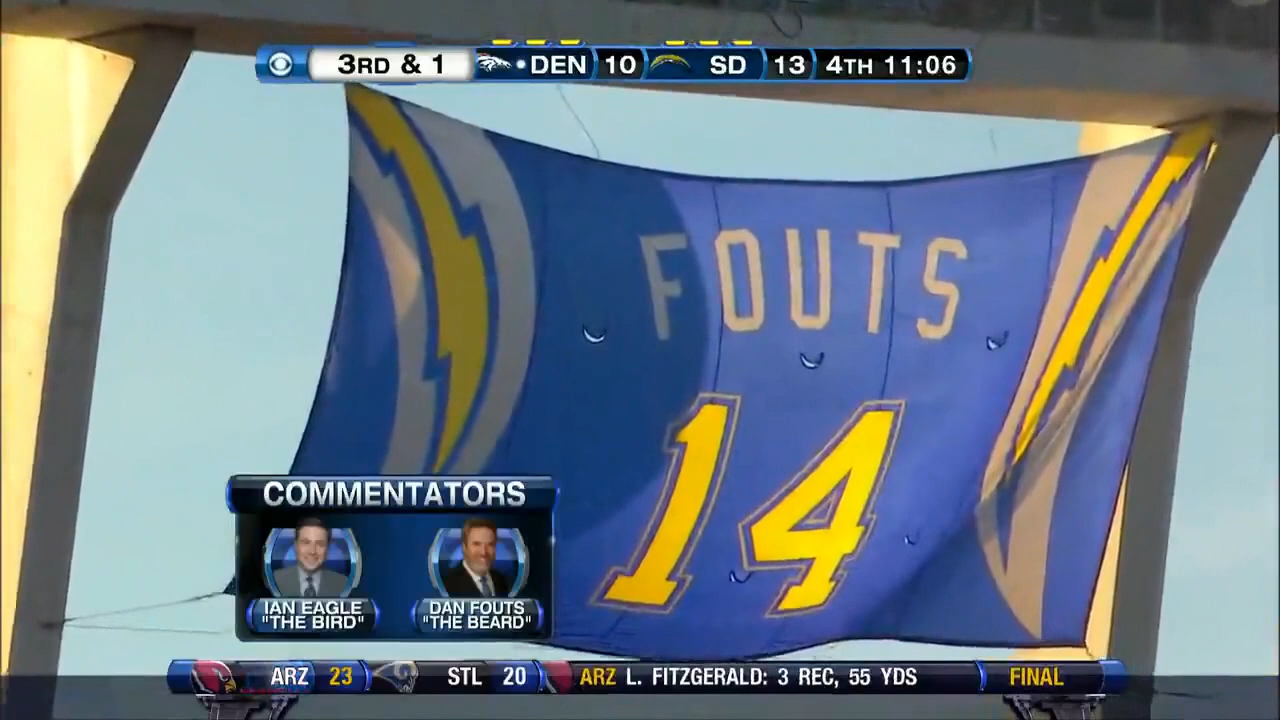 3RD & 1 DEN 10 SD 13 4TH 11:06
FOUTS
14
COMMENTATORS
IAN EAGLE
"THE BIRD"
DAN FOUTS
"THE BEARD"
ARZ 23 STL 20 ARZ L. FITZGERALD: 3 REC, 55 YDS FINAL